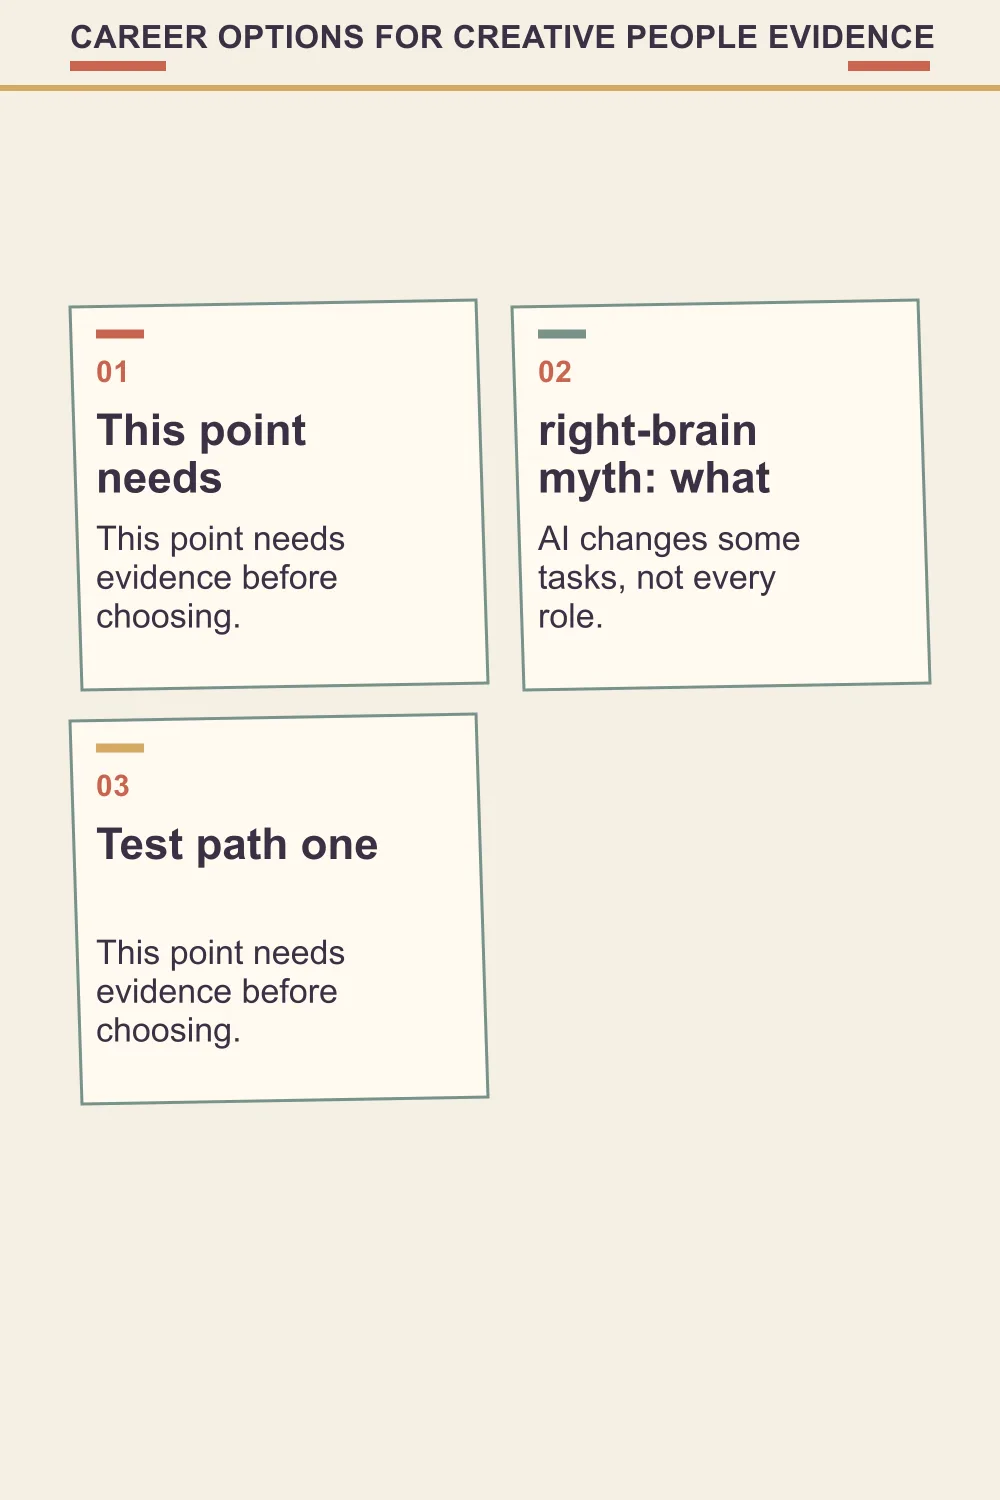 CAREER OPTIONS FOR CREATIVE PEOPLE EVIDENCE
01
This point
needs
This point needs
evidence before
choosing.
02
right-brain
myth: what
AI changes some
tasks, not every
role.
03
Test path one
This point needs
evidence before
choosing.